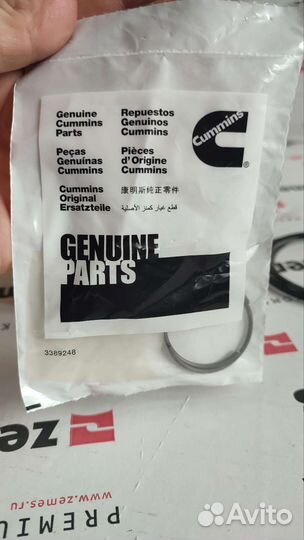 Genuine
Cummins
Parts
Repuestos
Genuinos
Cummins
Cummins
®
Peças
Genuínas
Cummins
Pièces
d'Origine
Cummins
Cummins
Original
Ersatzteile
康明斯纯正零件
قطع غيار كمنز الأصلية
GENUINE
PARTS
3389248
zem
www.zemes.ru
PREMIU
Avito